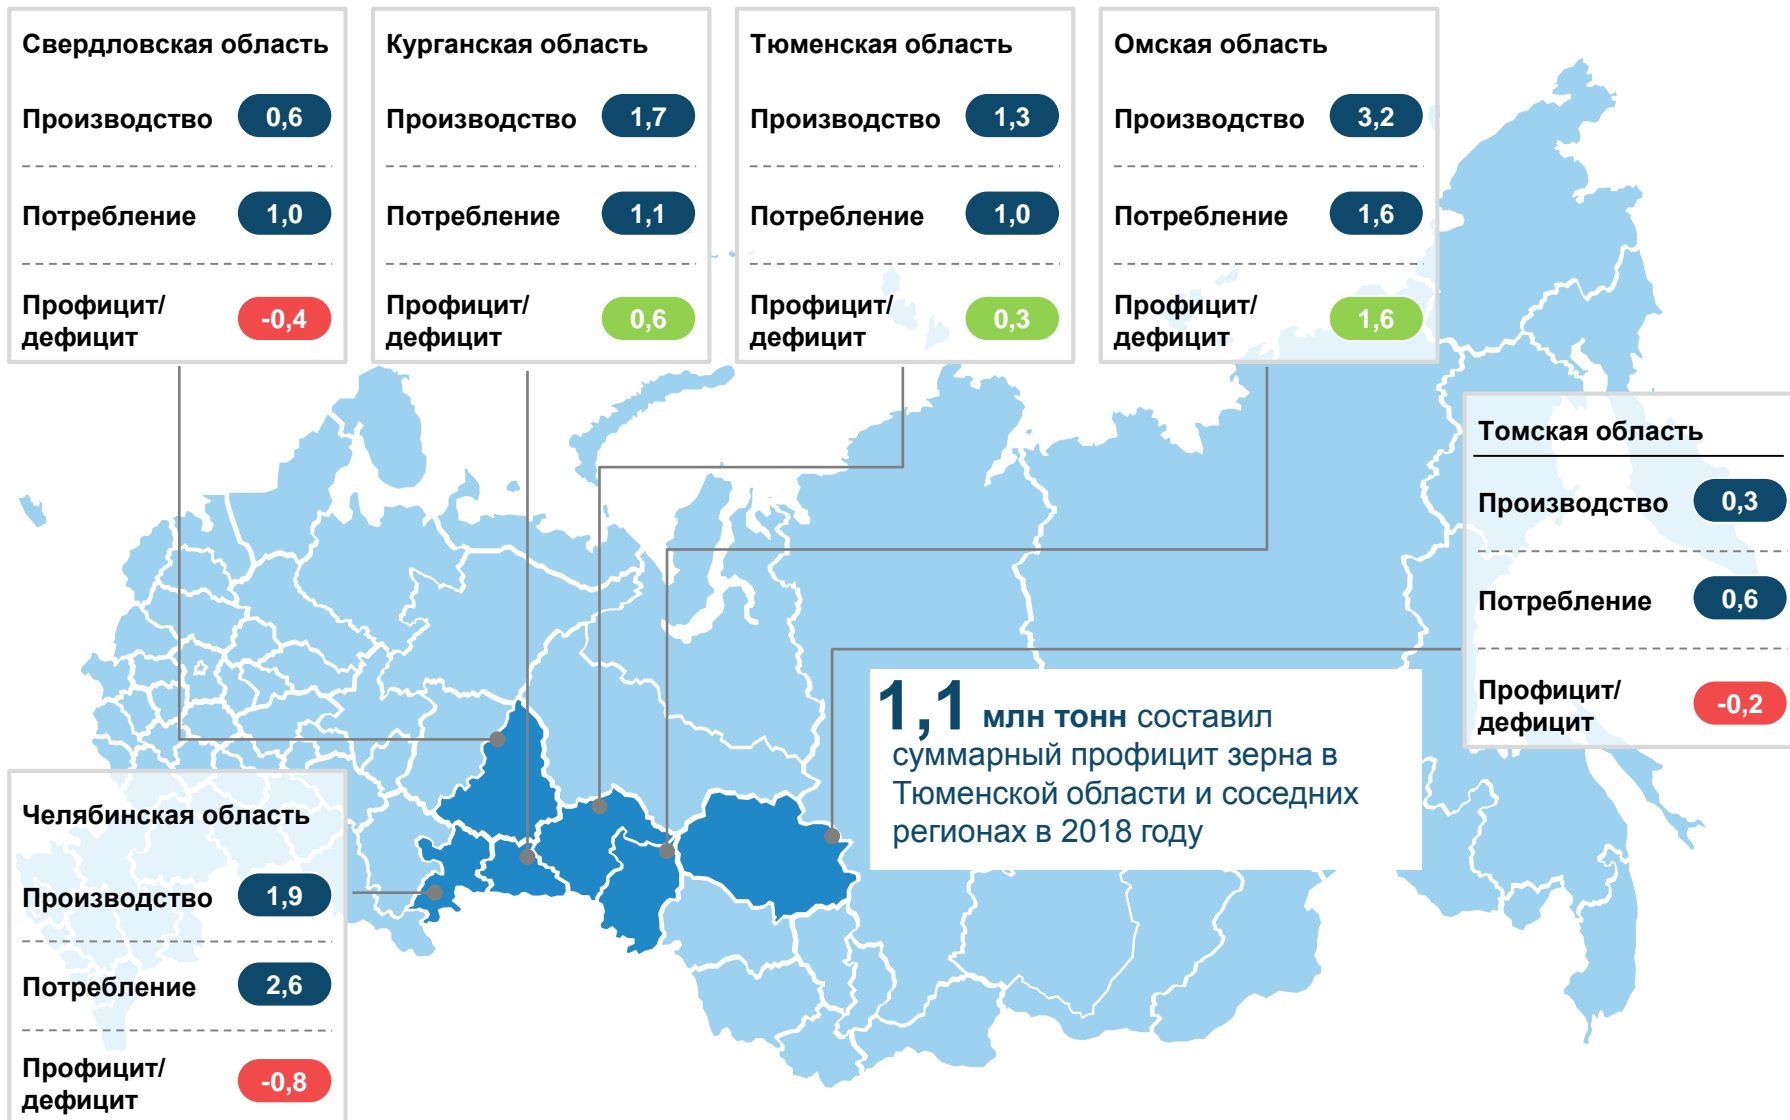 Свердловская область
Производство 0,6
Потребление 1,0
Профицит/
дефицит -0,4
Курганская область
Производство 1,7
Потребление 1,1
Профицит/
дефицит 0,6
Тюменская область
Производство 1,3
Потребление 1,0
Профицит/
дефицит 0,3
Омская область
Производство 3,2
Потребление 1,6
Профицит/
дефицит 1,6
Томская область
Производство 0,3
Потребление 0,6
Профицит/
дефицит -0,2
1,1 млн тонн составил
суммарный профицит зерна в
Тюменской области и соседних
регионах в 2018 году
Челябинская область
Производство 1,9
Потребление 2,6
Профицит/
дефицит -0,8